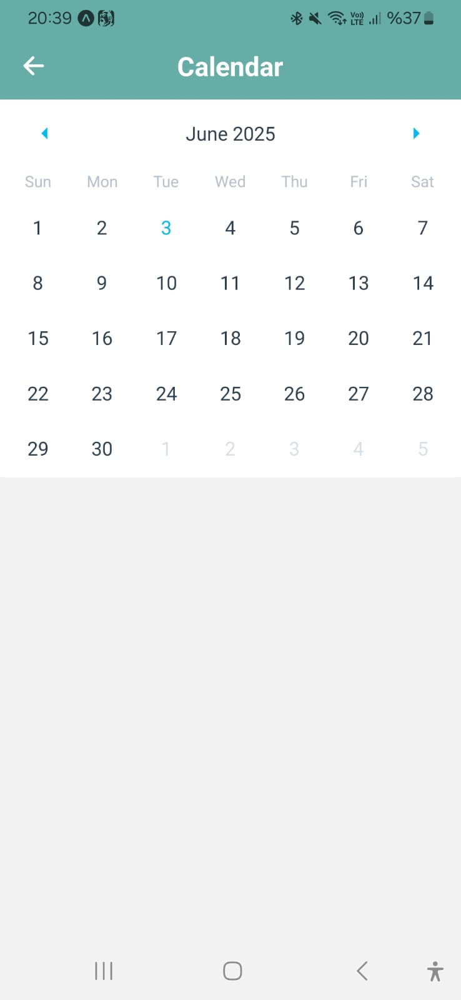 20:39 Vo)) LTE %37
Calendar
June 2025
Sun Mon Tue Wed Thu Fri Sat
1 2 3 4 5 6 7
8 9 10 11 12 13 14
15 16 17 18 19 20 21
22 23 24 25 26 27 28
29 30 1 2 3 4 5